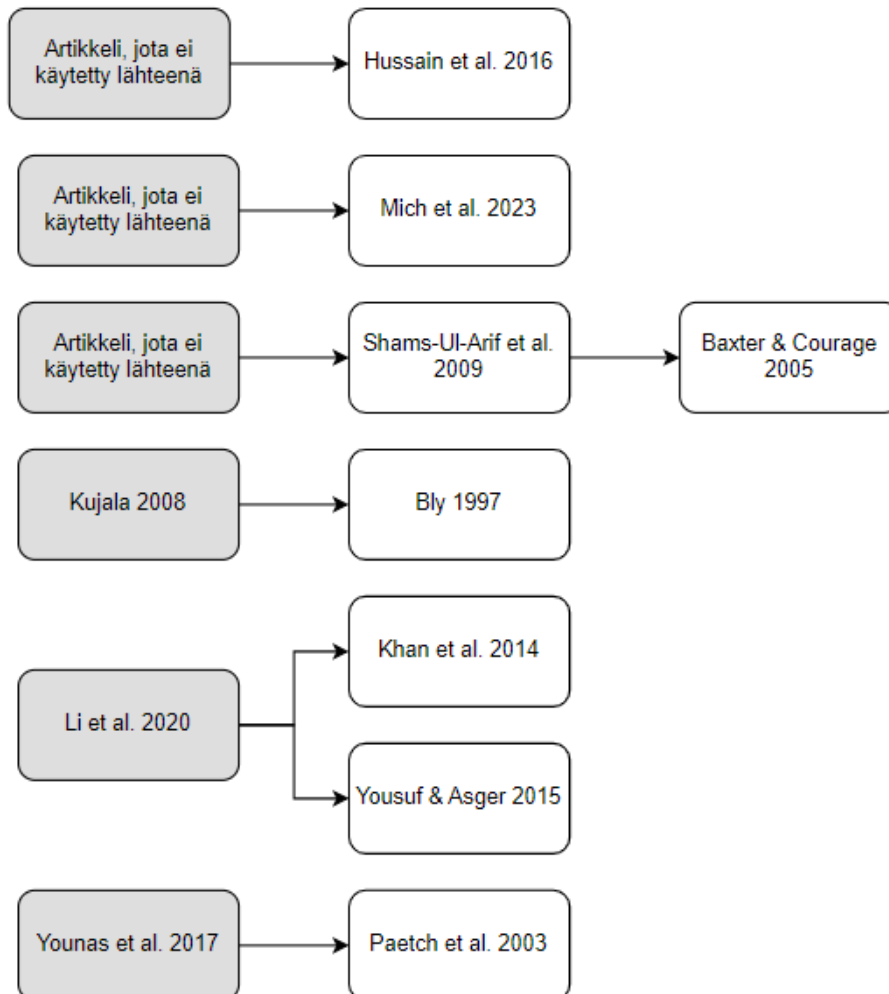 Artikkeli, jota ei
käytetty lähteenä
Hussain et al. 2016
Artikkeli, jota ei
käytetty lähteenä
Mich et al. 2023
Artikkeli, jota ei
käytetty lähteenä
Shams-Ul-Arif et al.
2009
Baxter & Courage
2005
Kujala 2008
Bly 1997
Li et al. 2020
Khan et al. 2014
Yousuf & Asger 2015
Younas et al. 2017
Paetch et al. 2003